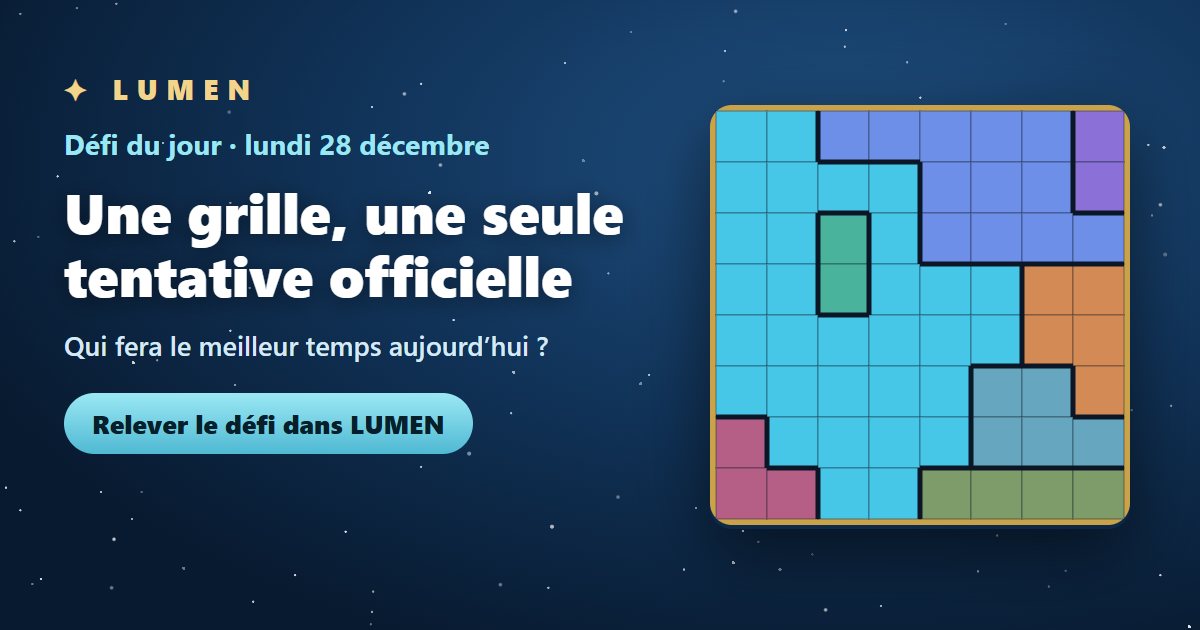 ✦ LUMEN
Défi du jour · lundi 28 décembre
Une grille, une seule
tentative officielle
Qui fera le meilleur temps aujourd’hui ?
Relever le défi dans LUMEN